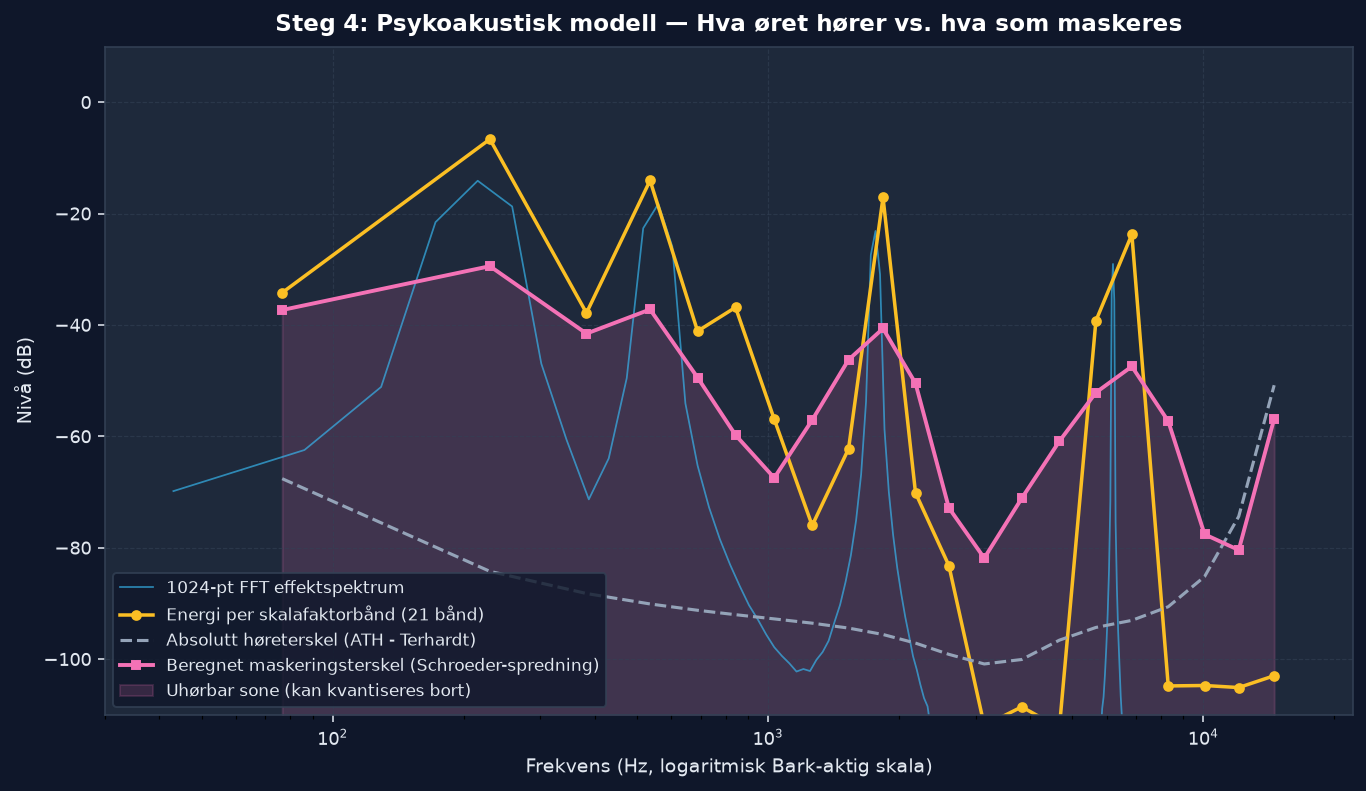 Steg 4: Psykoakustisk modell — Hva øret hører vs. hva som maskeres
Nivå (dB)
0
−20
−40
−60
−80
−100
1024-pt FFT effektspektrum
Energi per skalafaktorbånd (21 bånd)
Absolutt høreterskel (ATH - Terhardt)
Beregnet maskeringsterskel (Schroeder-spredning)
Uhørbar sone (kan kvantiseres bort)
10²
10³
10⁴
Frekvens (Hz, logaritmisk Bark-aktig skala)